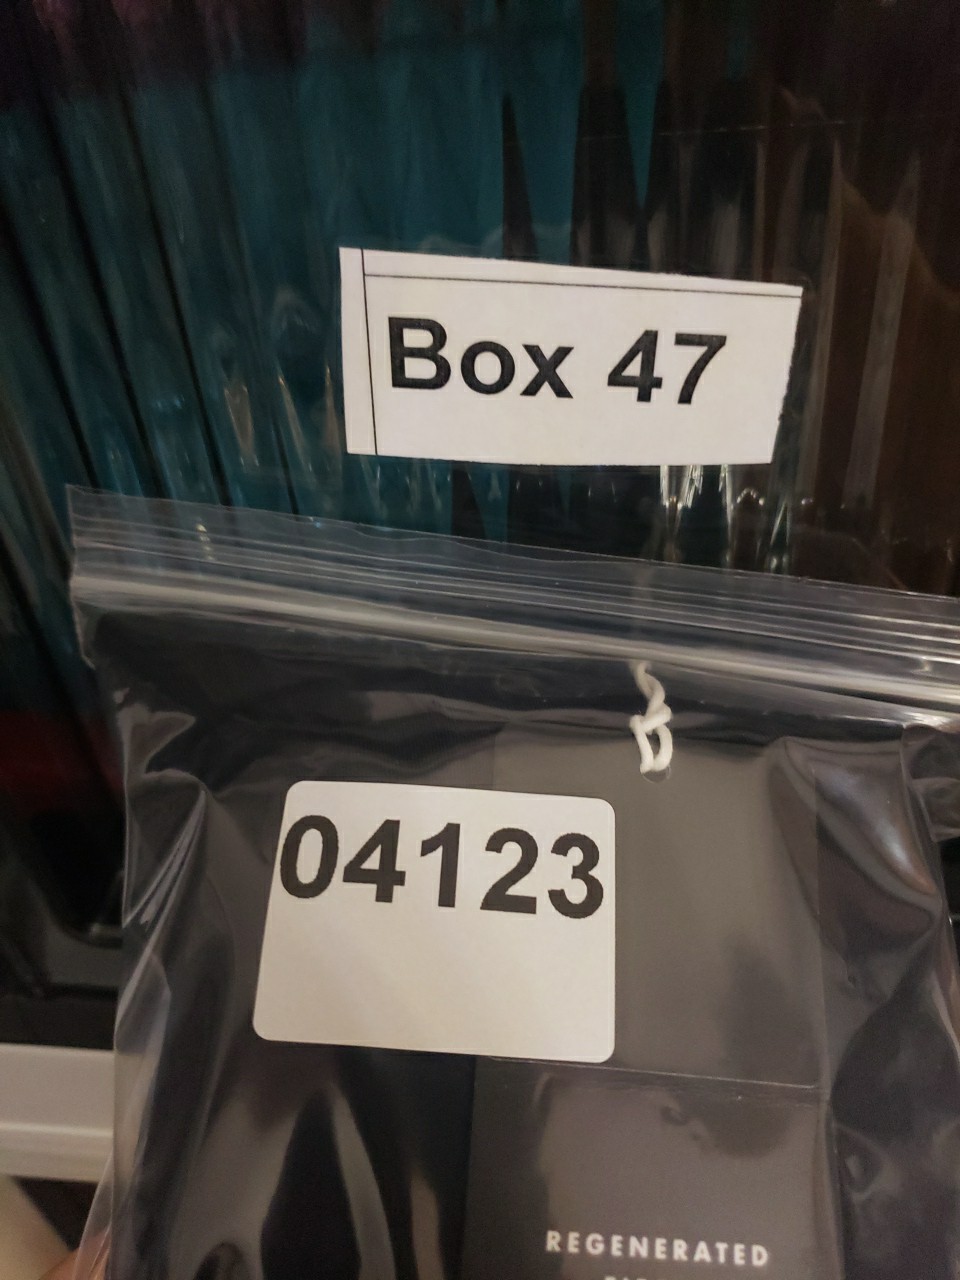 Box 47
04123
REGENERATED